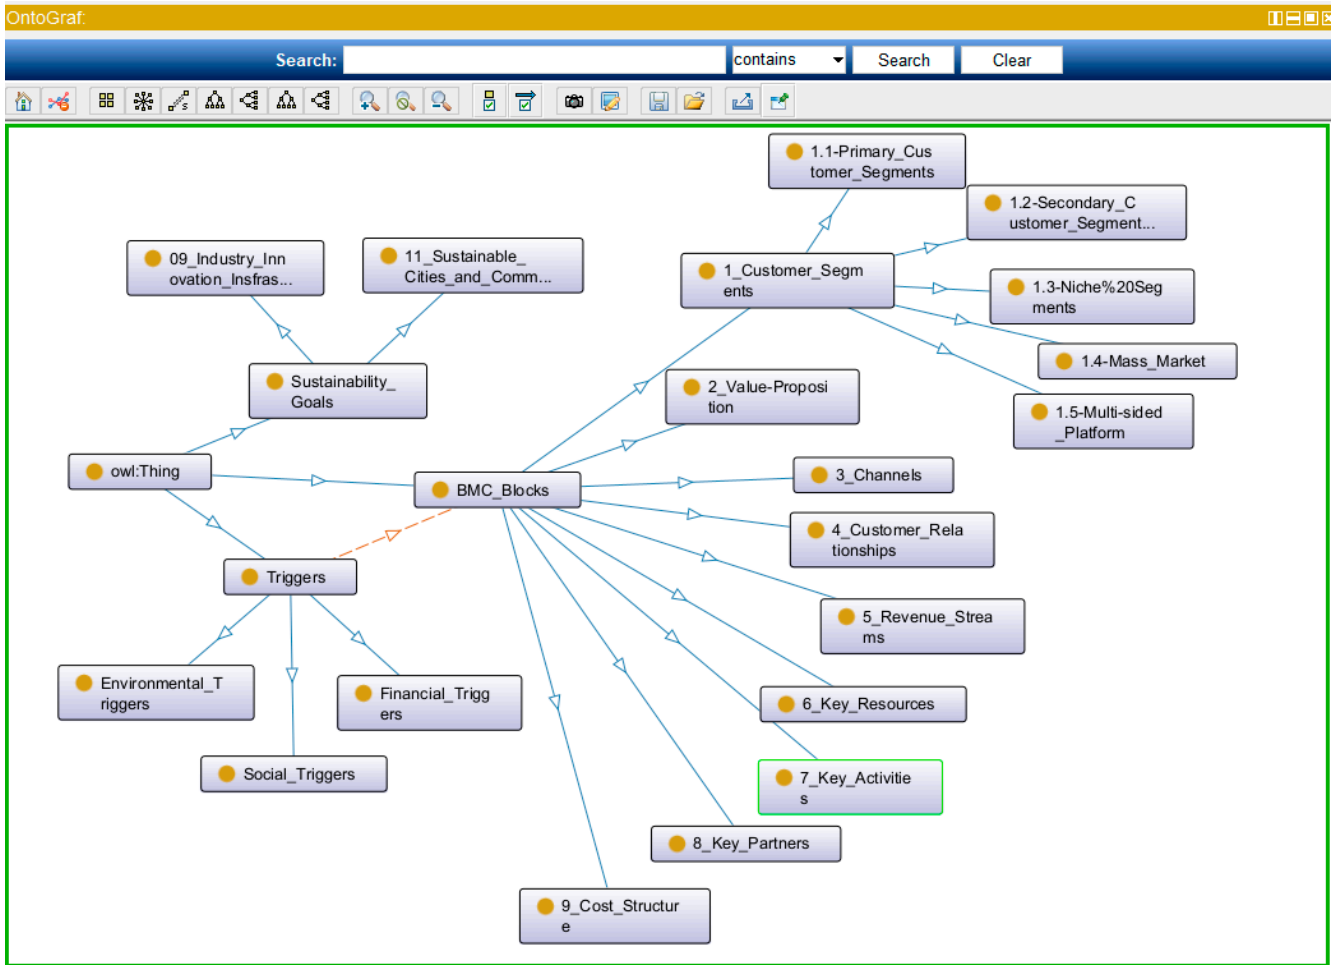 OntoGraf:
Search:
contains
Search
Clear
1.1-Primary_Cus
tomer_Segments
1.2-Secondary_C
ustomer_Segment...
09_Industry_Inn
ovation_Insfras...
11_Sustainable_
Cities_and_Comm...
1_Customer_Segm
ents
1.3-Niche%20Seg
ments
1.4-Mass_Market
Sustainability_
Goals
2_Value-Proposi
tion
1.5-Multi-sided
_Platform
owl:Thing
BMC_Blocks
3_Channels
4_Customer_Rela
tionships
Triggers
5_Revenue_Strea
ms
Environmental_T
riggers
Financial_Trigg
ers
6_Key_Resources
Social_Triggers
7_Key_Activitie
s
8_Key_Partners
9_Cost_Structur
e